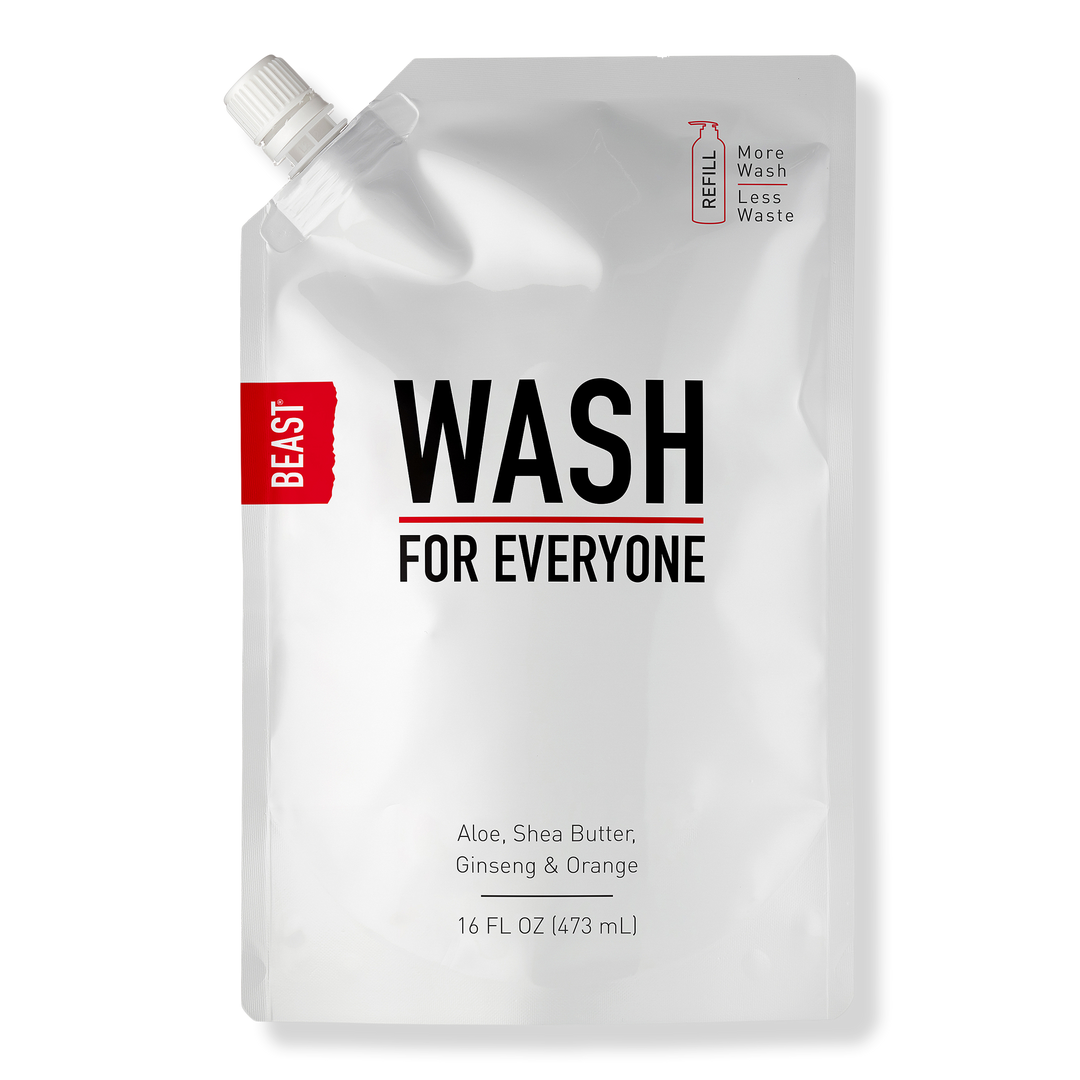 REFILL
More
Wash
Less
Waste
BEAST®
WASH
FOR EVERYONE
Aloe, Shea Butter,
Ginseng & Orange
16 FL OZ (473 mL)